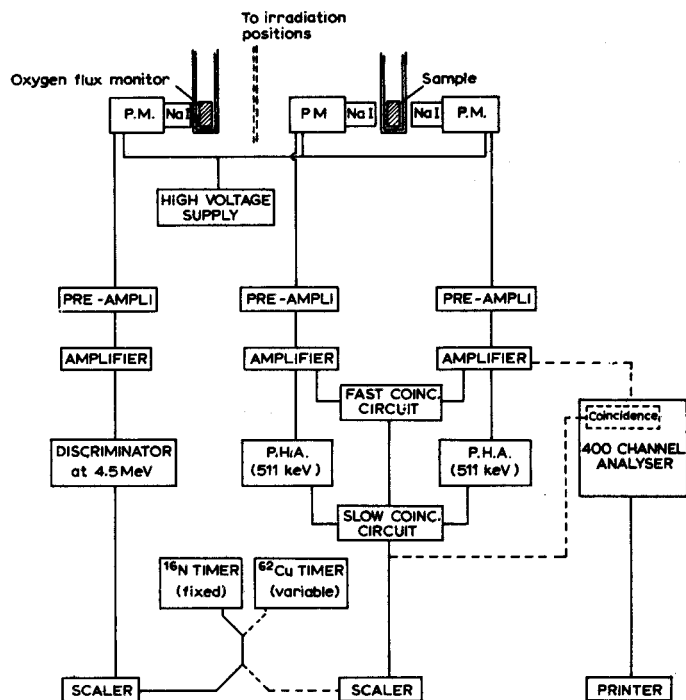 To irradiation
positions
Oxygen flux monitor
Sample
P.M.
NaI
PM
NaI
NaI
P.M.
HIGH VOLTAGE
SUPPLY
PRE-AMPLI
PRE-AMPLI
PRE-AMPLI
AMPLIFIER
AMPLIFIER
AMPLIFIER
FAST COINC.
CIRCUIT
Coincidence
400 CHANNEL
ANALYSER
DISCRIMINATOR
at 4.5 MeV
P.H.A.
(511 keV)
P.H.A.
(511 keV)
SLOW COINC.
CIRCUIT
16N TIMER
(fixed)
62Cu TIMER
(variable)
SCALER
SCALER
PRINTER